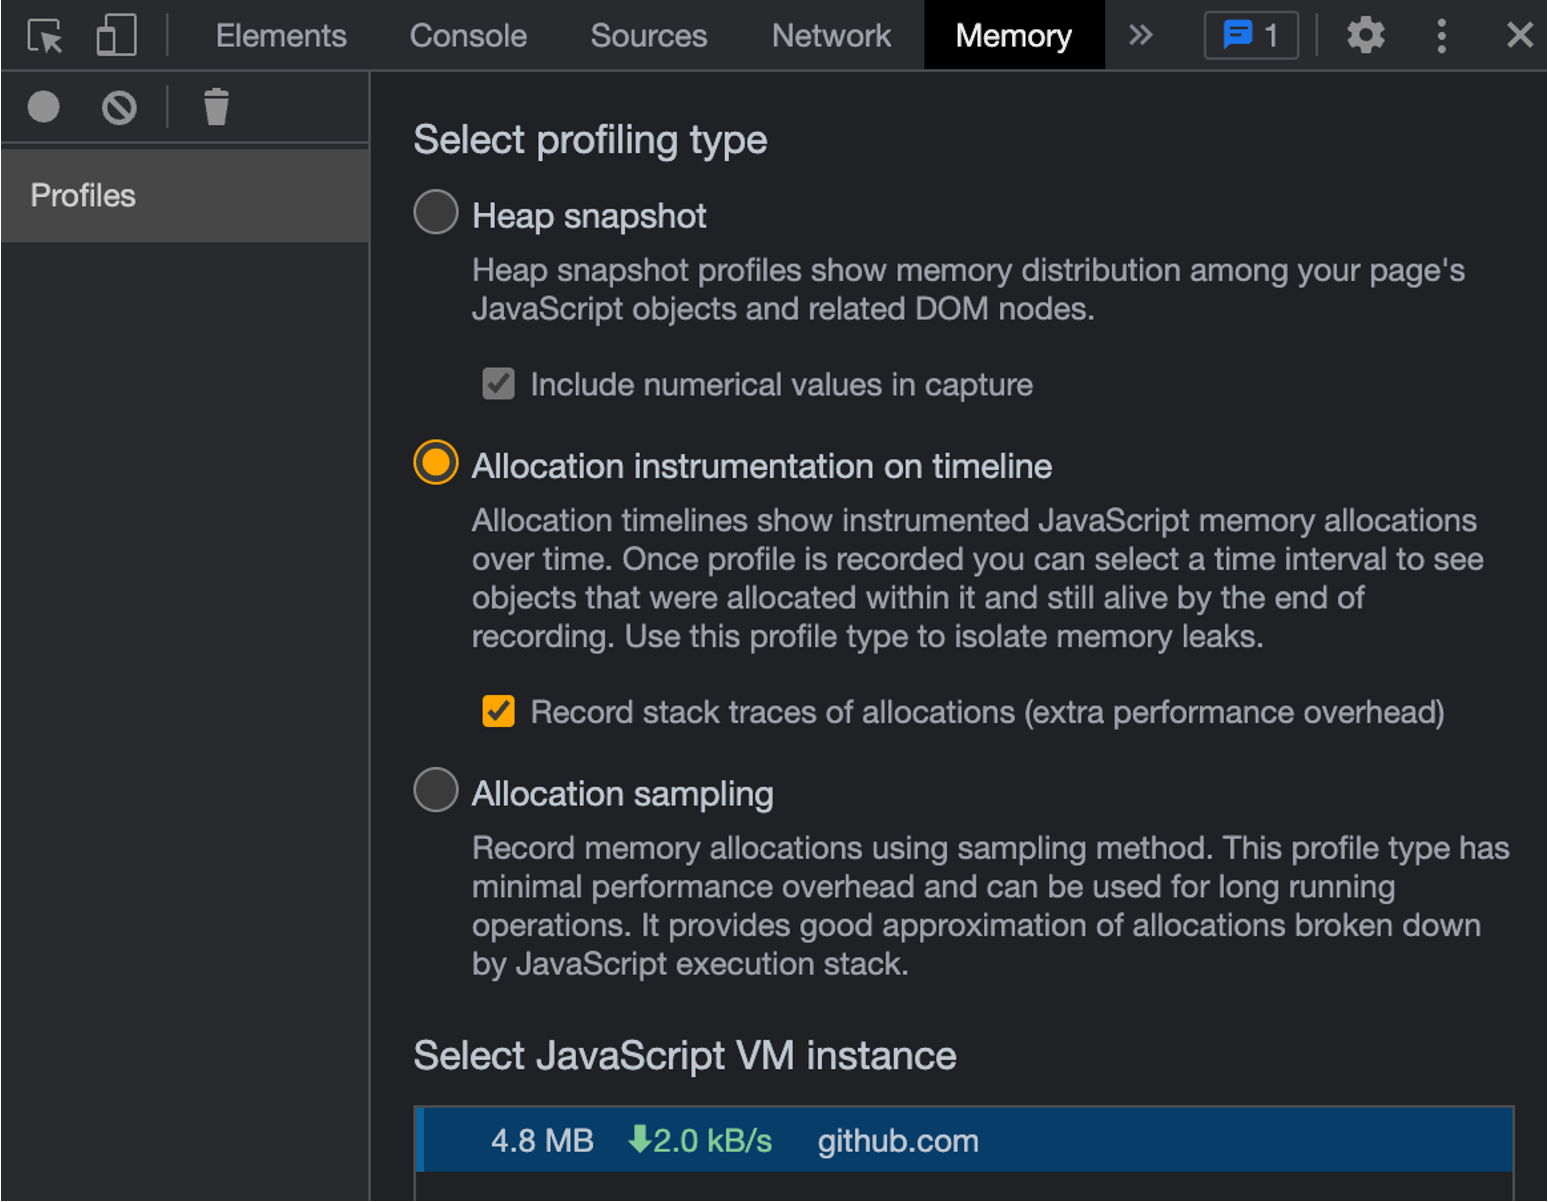 Elements Console Sources Network Memory 1
Profiles
Select profiling type
Heap snapshot
Heap snapshot profiles show memory distribution among your page's
JavaScript objects and related DOM nodes.
Include numerical values in capture
Allocation instrumentation on timeline
Allocation timelines show instrumented JavaScript memory allocations
over time. Once profile is recorded you can select a time interval to see
objects that were allocated within it and still alive by the end of
recording. Use this profile type to isolate memory leaks.
Record stack traces of allocations (extra performance overhead)
Allocation sampling
Record memory allocations using sampling method. This profile type has
minimal performance overhead and can be used for long running
operations. It provides good approximation of allocations broken down
by JavaScript execution stack.
Select JavaScript VM instance
4.8 MB 2.0 kB/s github.com